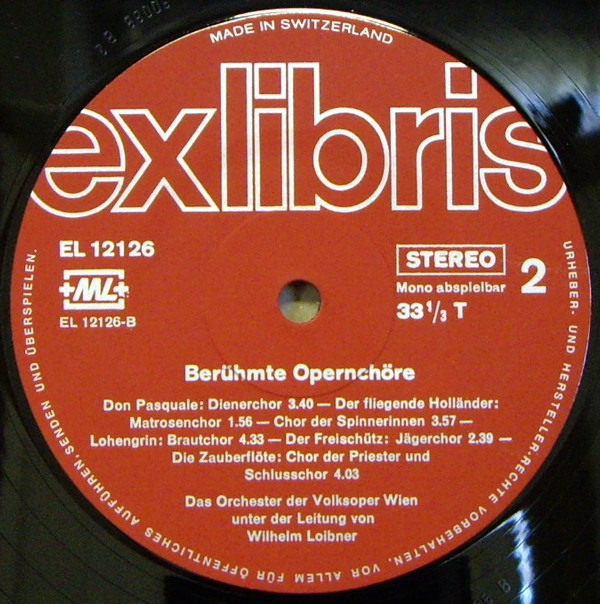 MADE IN SWITZERLAND
exlibris
EL 12126
ML
EL 12126-B
STEREO
Mono abspielbar
33 1/3 T
2
Berühmte Opernchöre
Don Pasquale: Dienerchor 3.40 — Der fliegende Holländer:
Matrosenchor 1.56 — Chor der Spinnerinnen 3.57 —
Lohengrin: Brautchor 4.33 — Der Freischütz: Jägerchor 2.39 —
Die Zauberflöte: Chor der Priester und
Schlusschor 4.03
Das Orchester der Volksoper Wien
unter der Leitung von
Wilhelm Loibner
URHEBER- UND HERSTELLER-RECHTE VORBEHALTEN, VOR ALLEM FÜR ÖFFENTLICHES AUFFÜHREN, SENDEN UND ÜBERSPIELEN.